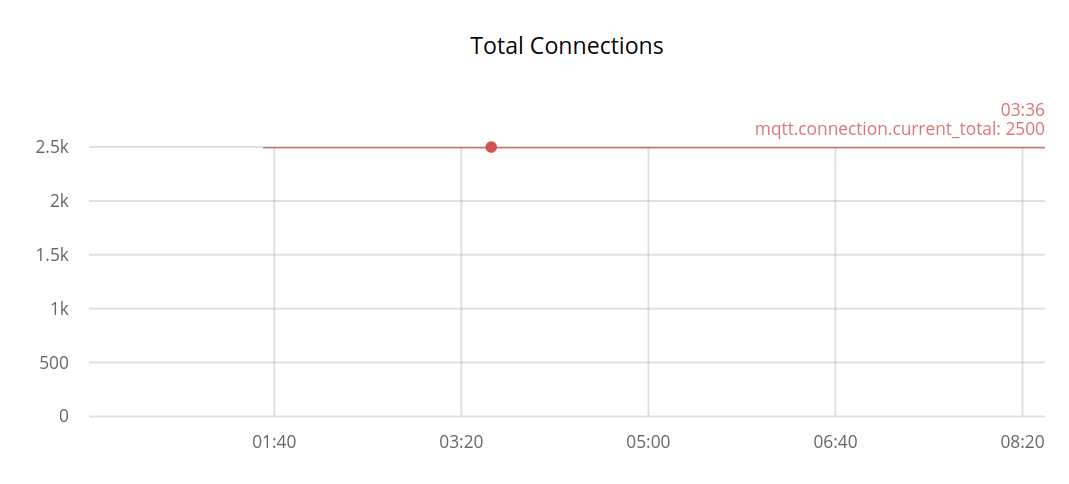 Total Connections
03:36
mqtt.connection.current_total: 2500
2.5k
2k
1.5k
1k
500
0
01:40 03:20 05:00 06:40 08:20